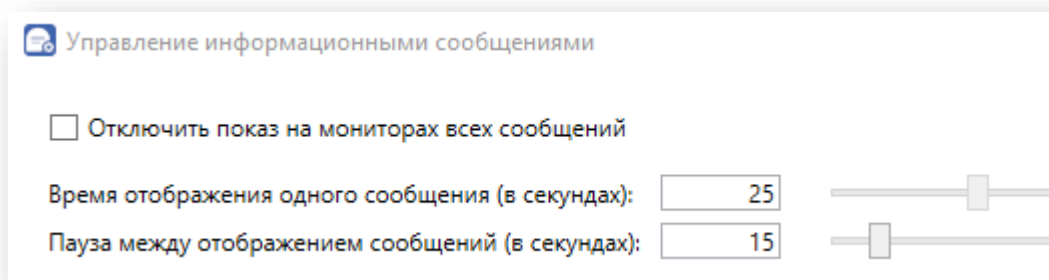 Управление информационными сообщениями
Отключить показ на мониторах всех сообщений
Время отображения одного сообщения (в секундах): 25
Пауза между отображением сообщений (в секундах): 15